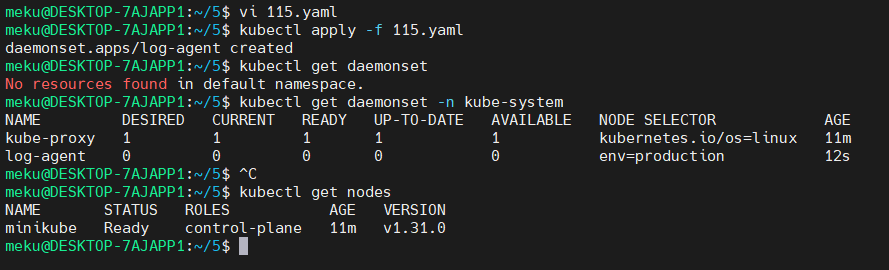 meku@DESKTOP-7AJAPP1:~/5$ vi 115.yaml
meku@DESKTOP-7AJAPP1:~/5$ kubectl apply -f 115.yaml
daemonset.apps/log-agent created
meku@DESKTOP-7AJAPP1:~/5$ kubectl get daemonset
No resources found in default namespace.
meku@DESKTOP-7AJAPP1:~/5$ kubectl get daemonset -n kube-system
NAME         DESIRED   CURRENT   READY   UP-TO-DATE   AVAILABLE   NODE SELECTOR            AGE
kube-proxy   1         1         1       1            1           kubernetes.io/os=linux   11m
log-agent    0         0         0       0            0           env=production           12s
meku@DESKTOP-7AJAPP1:~/5$ ^C
meku@DESKTOP-7AJAPP1:~/5$ kubectl get nodes
NAME       STATUS   ROLES           AGE   VERSION
minikube   Ready    control-plane   11m   v1.31.0
meku@DESKTOP-7AJAPP1:~/5$